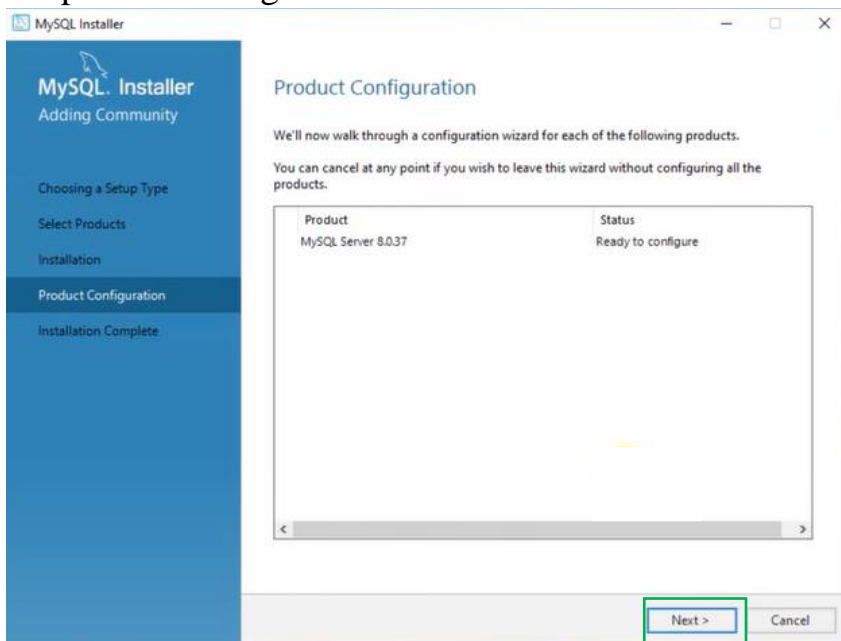 MySQL Installer
MySQL. Installer
Adding Community
Choosing a Setup Type
Select Products
Installation
Product Configuration
Installation Complete
Product Configuration
We'll now walk through a configuration wizard for each of the following products.
You can cancel at any point if you wish to leave this wizard without configuring all the
products.
Product Status
MySQL Server 8.0.37 Ready to configure
Next >
Cancel